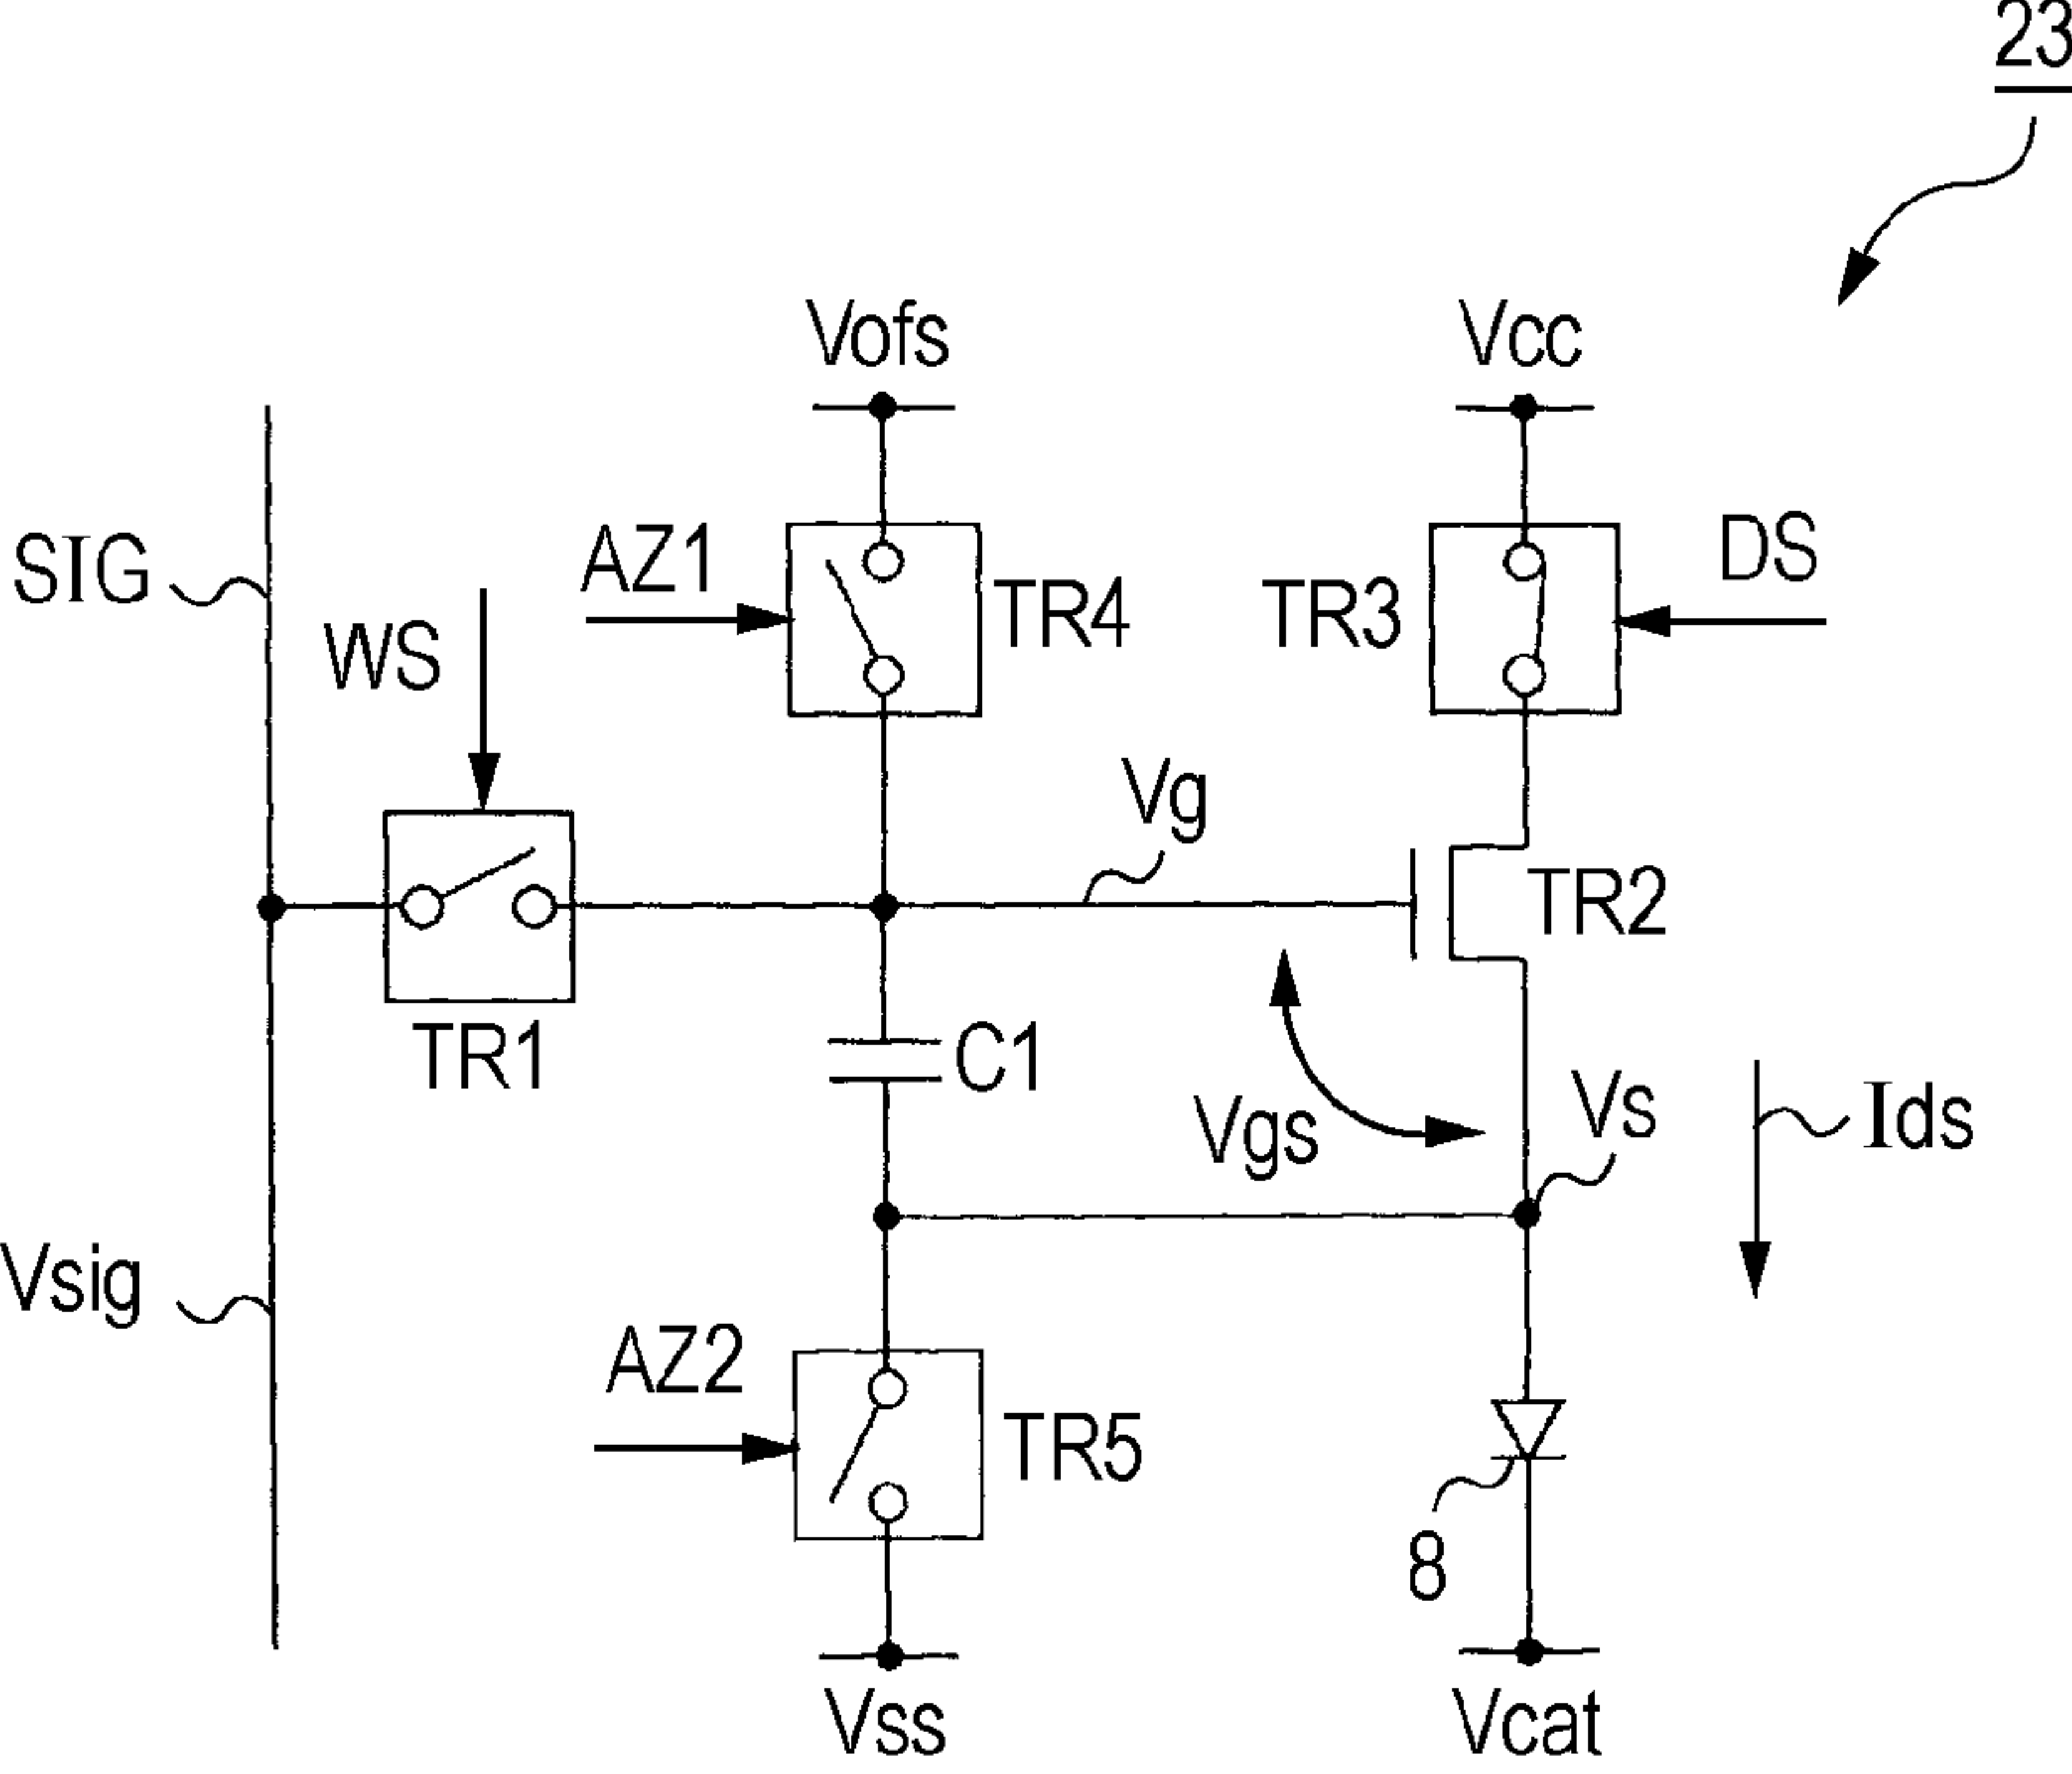 23
Vofs
Vcc
SIG
AZ1
TR4
TR3
DS
WS
Vg
TR2
TR1
C1
Vgs
Vs
Ids
Vsig
AZ2
TR5
8
Vss
Vcat